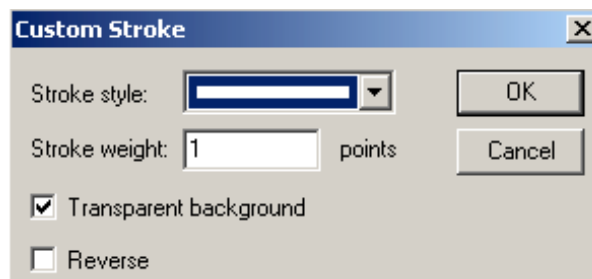 Custom Stroke
Stroke style: OK
Stroke weight: 1 points Cancel
Transparent background
Reverse